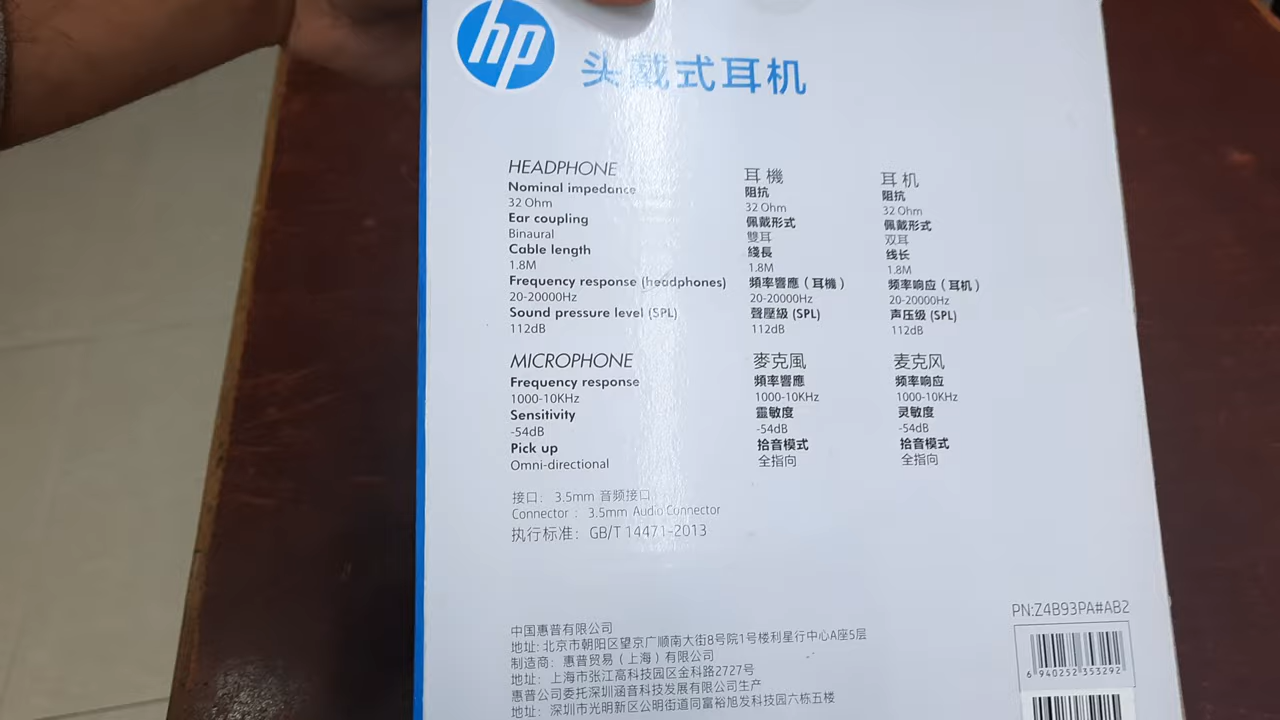 hp
头戴式耳机
HEADPHONE
Nominal impedance
32 Ohm
Ear coupling
Binaural
Cable length
1.8M
Frequency response (headphones)
20-20000Hz
Sound pressure level (SPL)
112dB
MICROPHONE
Frequency response
1000-10KHz
Sensitivity
-54dB
Pick up
Omni-directional
耳機
阻抗
32 Ohm
佩戴形式
雙耳
綫長
1.8M
頻率響應（耳機）
20-20000Hz
聲壓級 (SPL)
112dB
麥克風
頻率響應
1000-10KHz
靈敏度
-54dB
拾音模式
全指向
耳机
阻抗
32 Ohm
佩戴形式
双耳
线长
1.8M
频率响应（耳机）
20-20000Hz
声压级 (SPL)
112dB
麦克风
频率响应
1000-10KHz
灵敏度
-54dB
拾音模式
全指向
接口： 3.5mm 音频接口
Connector： 3.5mm Audio Connector
执行标准： GB/T 14471-2013
中国惠普有限公司
地址: 北京市朝阳区望京广顺南大街8号院1号楼利星行中心A座5层
制造商：惠普贸易（上海）有限公司
地址：上海市张江高科技园区金科路2727号
惠普公司委托深圳涵音科技发展有限公司生产
地址：深圳市光明新区公明街道同富裕旭发科技园六栋五楼
PN:Z4B93PA#AB2
6 940252 353292